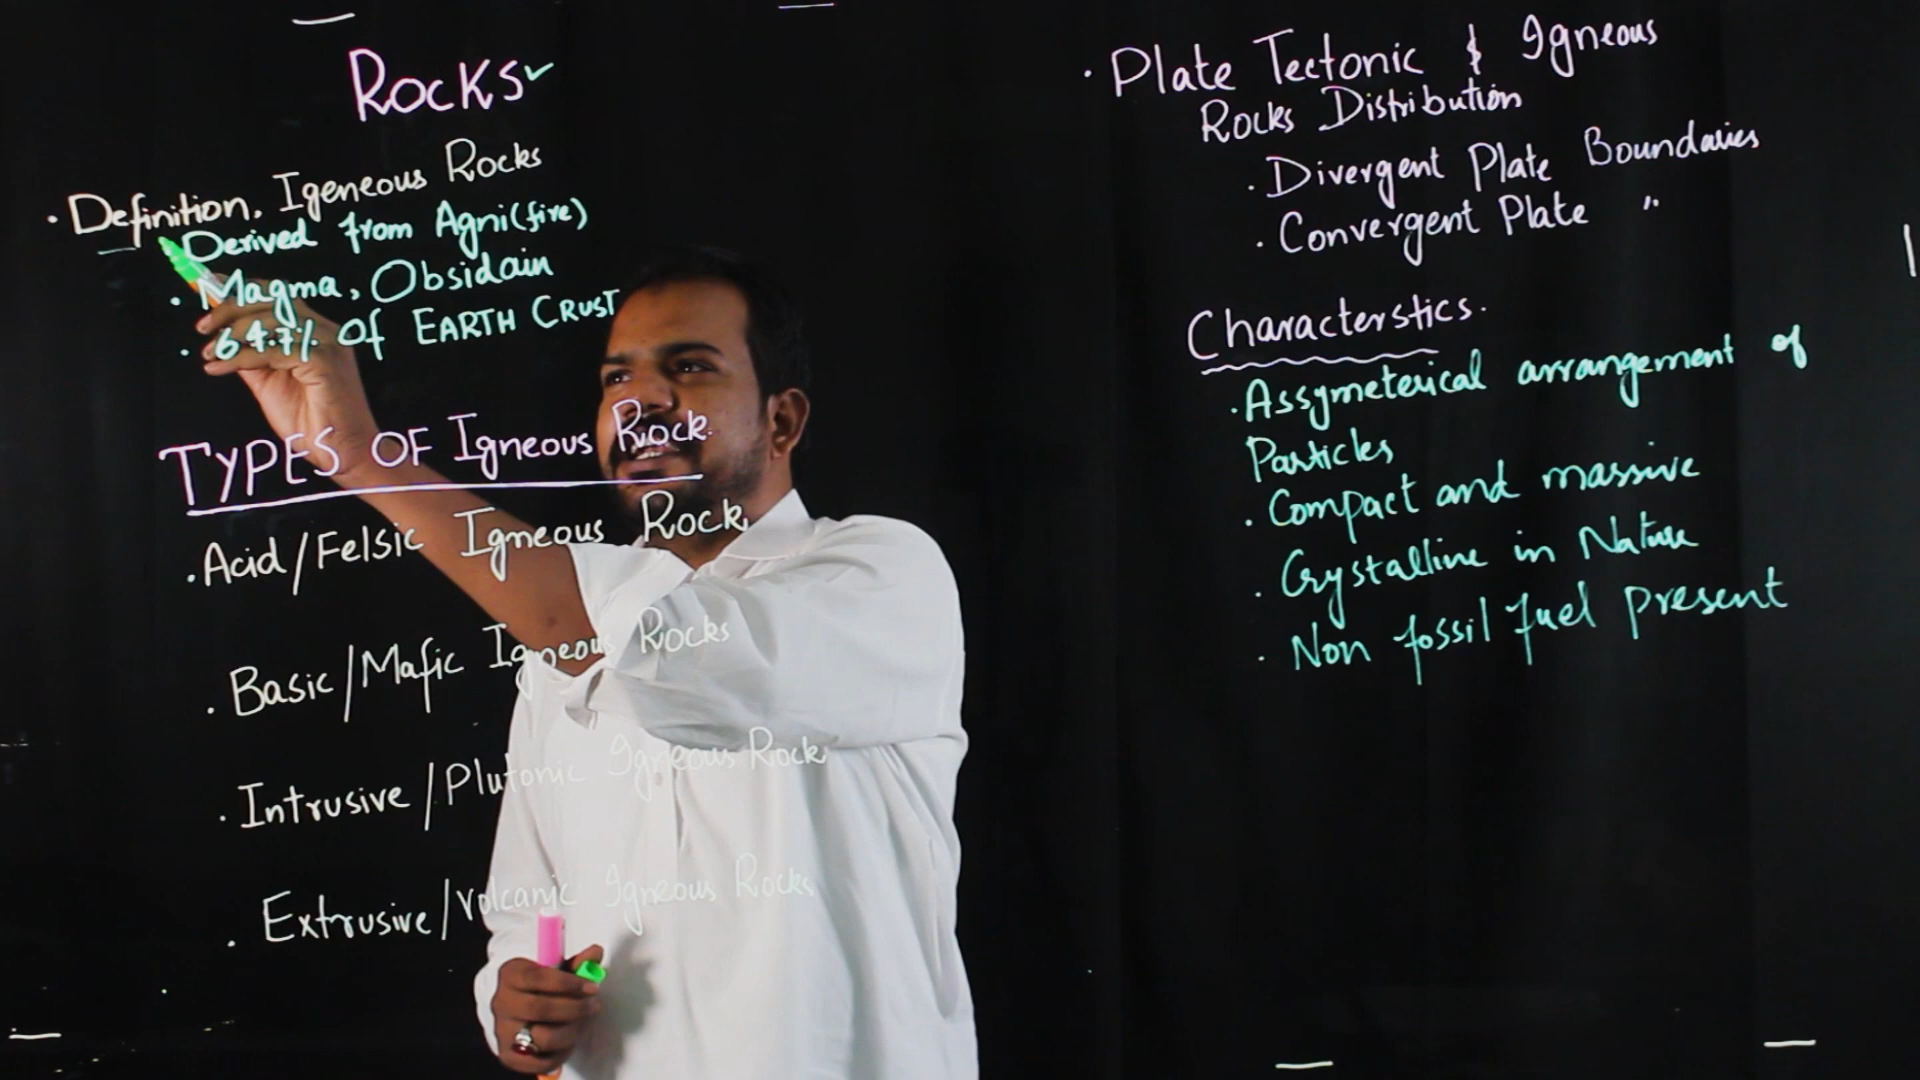 ROCKS
• Definition. Igeneous Rocks
• Derived from Agni(fire)
• Magma, Obsidain
• 64.7% Of EARTH CRUST
TYPES OF Igneous Rock.
• Acid/Felsic Igneous Rock
• Basic/Mafic Igneous Rocks
• Intrusive/Plutonic Igneous Rock
• Extrusive/Volcanic Igneous Rocks
• Plate Tectonic & Igneous
Rocks Distribution
• Divergent Plate Boundaries
• Convergent Plate "
Characterstics.
• Assymeterical arrangement of
Particles
• Compact and massive
• Crystalline in Nature
• Non fossil fuel present